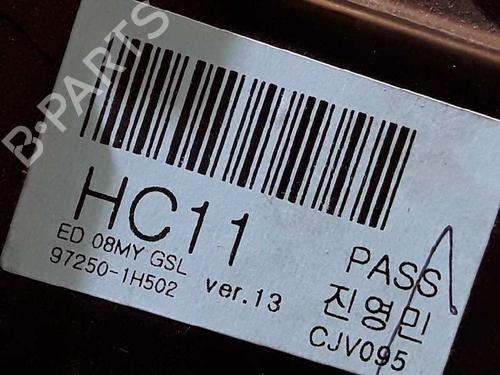 B-PARTS
HC11
ED 08MY GSL
97250-1H502
ver.13
PASS
진영민
CJV095